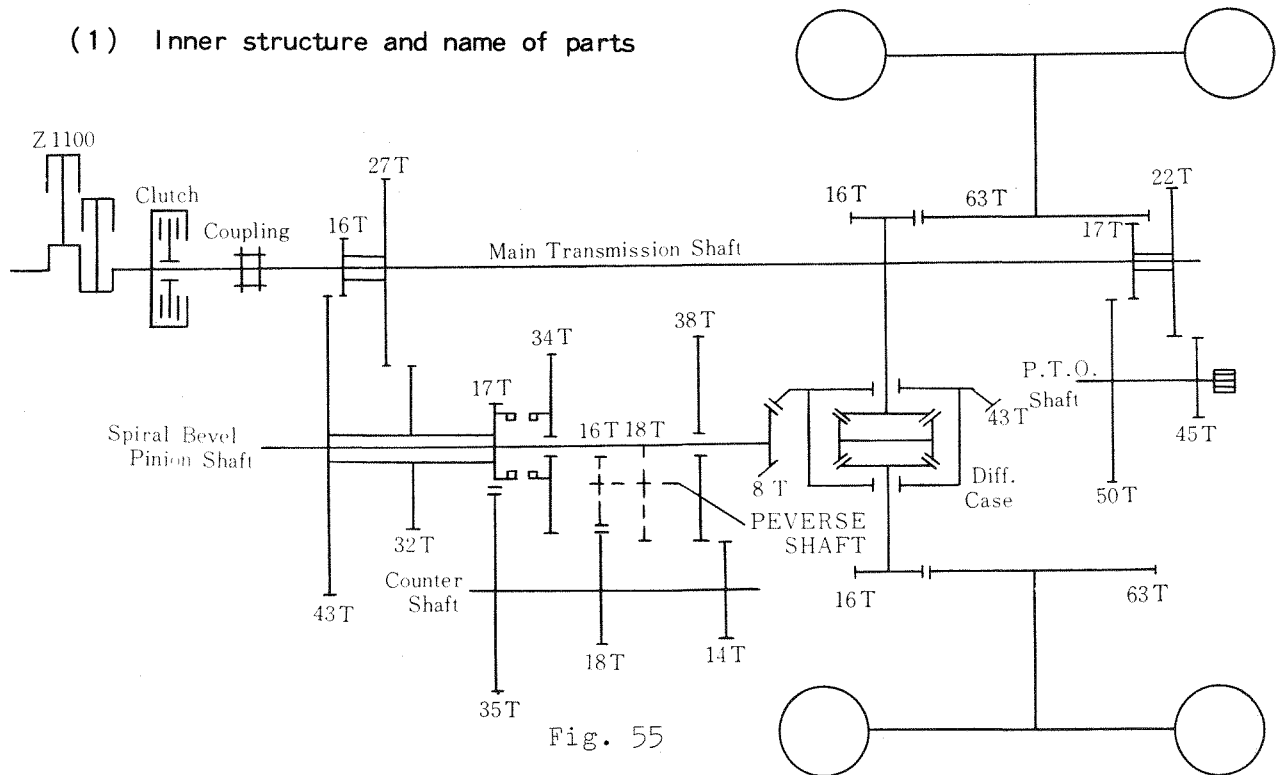 (1) Inner structure and name of parts
Z 1100
Clutch
Coupling
16T
27T
Main Transmission Shaft
16T
63T
17T
22T
38T
34T
17T
16T
18T
Spiral Bevel
Pinion Shaft
8T
43T
P.T.O.
Shaft
45T
50T
Diff.
Case
PEVERSE
SHAFT
32T
43T
Counter
Shaft
18T
14T
35T
16T
63T
Fig. 55